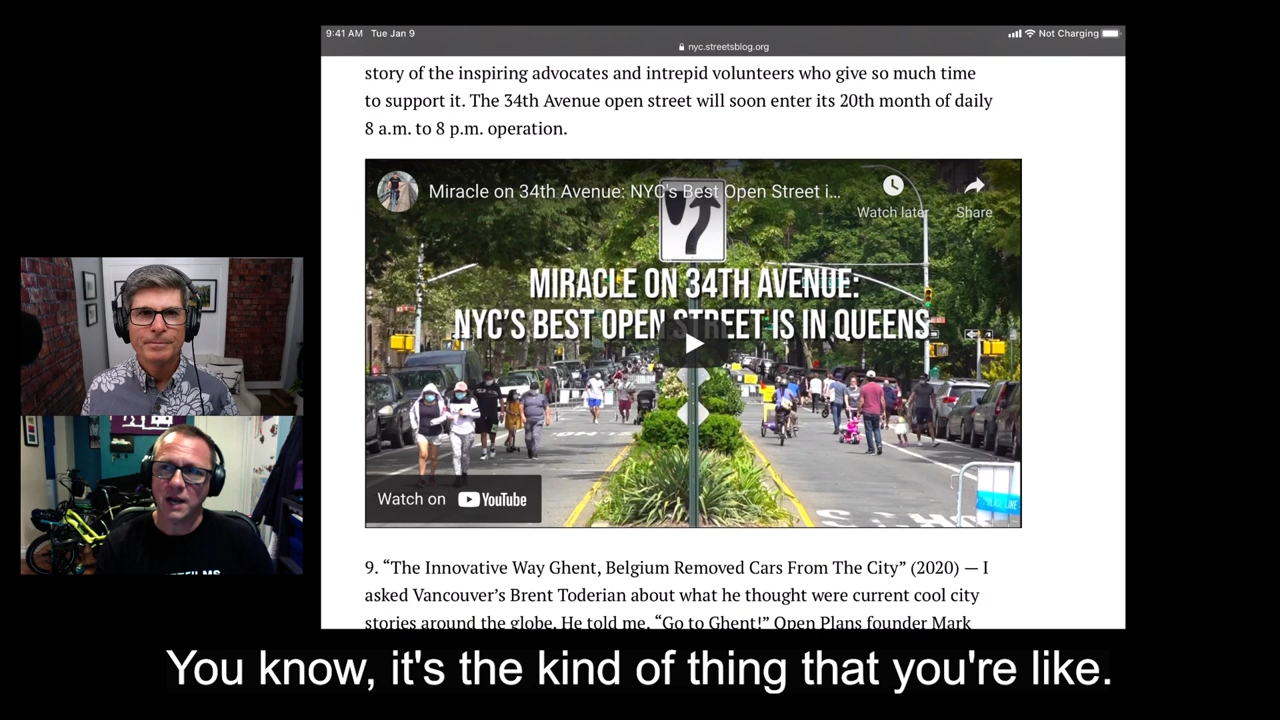 9:41 AM Tue Jan 9
Not Charging
nyc.streetsblog.org
story of the inspiring advocates and intrepid volunteers who give so much time
to support it. The 34th Avenue open street will soon enter its 20th month of daily
8 a.m. to 8 p.m. operation.
Miracle on 34th Avenue: NYC's Best Open Street i...
Watch later
Share
MIRACLE ON 34TH AVENUE:
NYC'S BEST OPEN STREET IS IN QUEENS
Watch on YouTube
9. “The Innovative Way Ghent, Belgium Removed Cars From The City” (2020) — I
asked Vancouver’s Brent Toderian about what he thought were current cool city
stories around the globe. He told me, “Go to Ghent!” Open Plans founder Mark
You know, it's the kind of thing that you're like.